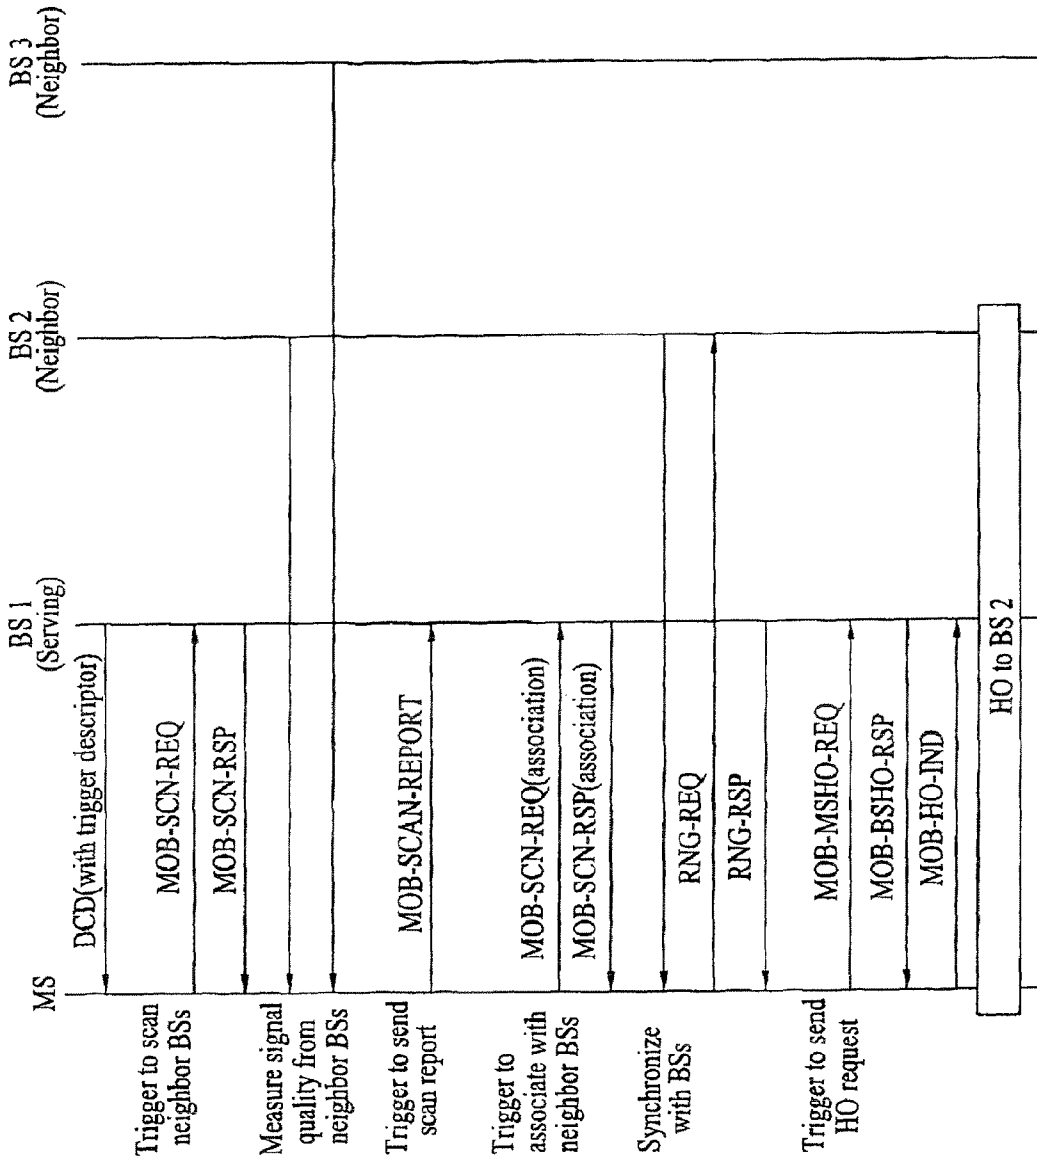 MS
BS 1
(Serving)
BS 2
(Neighbor)
BS 3
(Neighbor)
DCD(with trigger descriptor)
Trigger to scan
neighbor BSs
MOB-SCN-REQ
MOB-SCN-RSP
Measure signal
quality from
neighbor BSs
Trigger to send
scan report
MOB-SCAN-REPORT
Trigger to
associate with
neighbor BSs
MOB-SCN-REQ(association)
MOB-SCN-RSP(association)
Synchronize
with BSs
RNG-REQ
RNG-RSP
Trigger to send
HO request
MOB-MSHO-REQ
MOB-BSHO-RSP
MOB-HO-IND
HO to BS 2